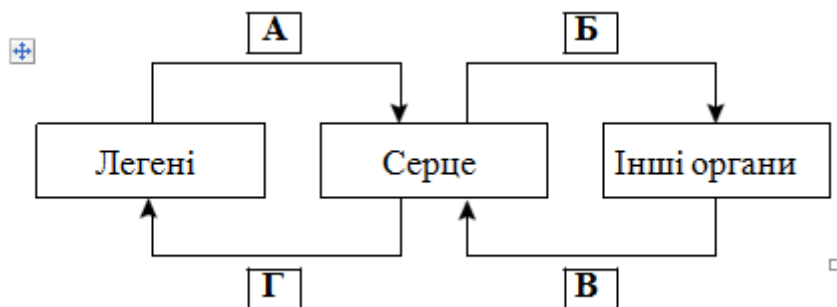 А Б
Легені Серце Інші органи
Г В